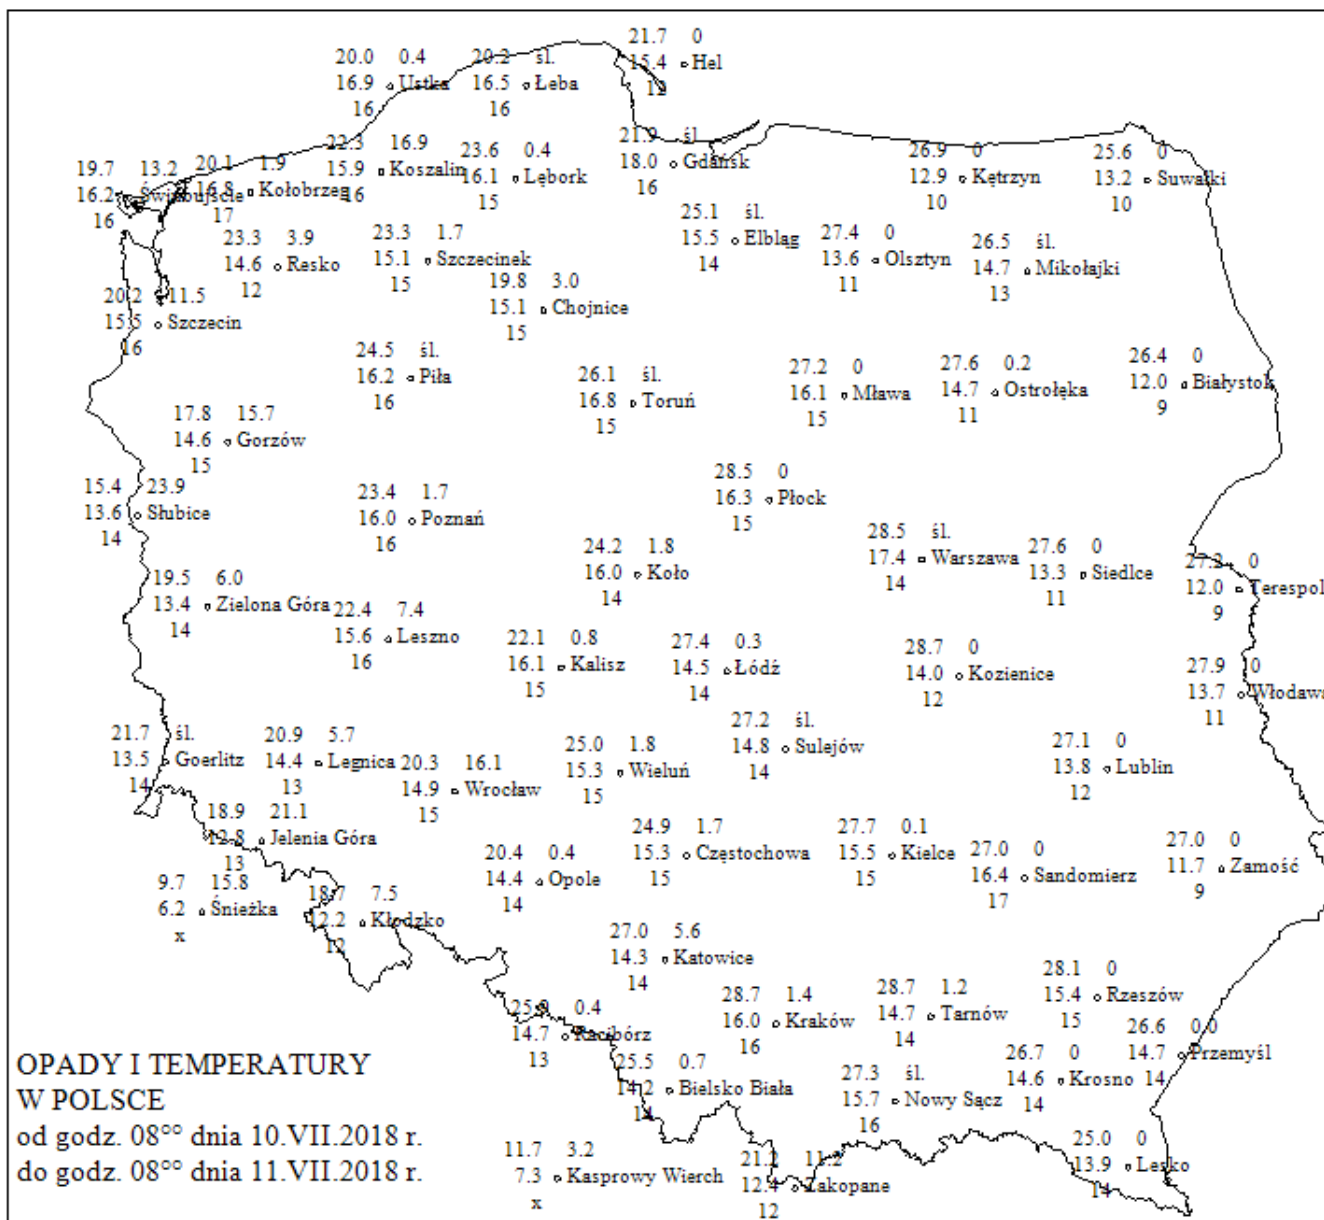 21.7 0
15.4 Hel
12
20.0 0.4
16.9 Ustka
16
20.2 śl.
16.5 Łeba
16
22.3 16.9
15.9 Koszalin
16
23.6 0.4
16.1 Lębork
15
21.9 śl.
18.0 Gdańsk
16
26.9 0
12.9 Kętrzyn
10
25.6 0
13.2 Suwałki
10
19.7 13.2
16.2 Świnoujście
16
20.1 1.9
16.8 Kołobrzeg
17
23.3 3.9
14.6 Resko
12
23.3 1.7
15.1 Szczecinek
15
25.1 śl.
15.5 Elbląg
14
27.4 0
13.6 Olsztyn
11
26.5 śl.
14.7 Mikołajki
13
20.2 11.5
15.5 Szczecin
16
19.8 3.0
15.1 Chojnice
15
24.5 śl.
16.2 Piła
16
26.1 śl.
16.8 Toruń
15
27.2 0
16.1 Mława
15
27.6 0.2
14.7 Ostrołęka
11
26.4 0
12.0 Białystok
9
17.8 15.7
14.6 Gorzów
15
15.4 23.9
13.6 Słubice
14
23.4 1.7
16.0 Poznań
16
28.5 0
16.3 Płock
15
24.2 1.8
16.0 Koło
14
28.5 śl.
17.4 Warszawa
14
27.6 0
13.3 Siedlce
11
27.2 0
12.0 Terespol
9
19.5 6.0
13.4 Zielona Góra
14
22.4 7.4
15.6 Leszno
16
22.1 0.8
16.1 Kalisz
15
27.4 0.3
14.5 Łódź
14
28.7 0
14.0 Kozienice
12
27.9 0
13.7 Włodawa
11
21.7 śl.
13.5 Goerlitz
14
20.9 5.7
14.4 Legnica
13
20.3 16.1
14.9 Wrocław
15
25.0 1.8
15.3 Wieluń
15
27.2 śl.
14.8 Sulejów
14
27.1 0
13.8 Lublin
12
18.9 21.1
12.8 Jelenia Góra
13
20.4 0.4
14.4 Opole
14
24.9 1.7
15.3 Częstochowa
15
27.7 0.1
15.5 Kielce
15
27.0 0
16.4 Sandomierz
17
27.0 0
11.7 Zamość
9
9.7 15.8
6.2 Śnieżka
x
18.7 7.5
12.2 Kłodzko
12
27.0 5.6
14.3 Katowice
14
0.4
14.7 Racibórz
13
28.7 1.4
16.0 Kraków
16
28.7 1.2
14.7 Tarnów
14
28.1 0
15.4 Rzeszów
15
26.6 0.0
14.7 Przemyśl
14
25.5 0.7
14.2 Bielsko Biała
14
27.3 śl.
15.7 Nowy Sącz
16
26.7 0
14.6 Krosno
14
11.7 3.2
7.3 Kasprowy Wierch
x
21.2 11.2
12.4 Zakopane
12
25.0 0
13.9 Lesko
14
OPADY I TEMPERATURY
W POLSCE
od godz. 08°° dnia 10.VII.2018 r.
do godz. 08°° dnia 11.VII.2018 r.